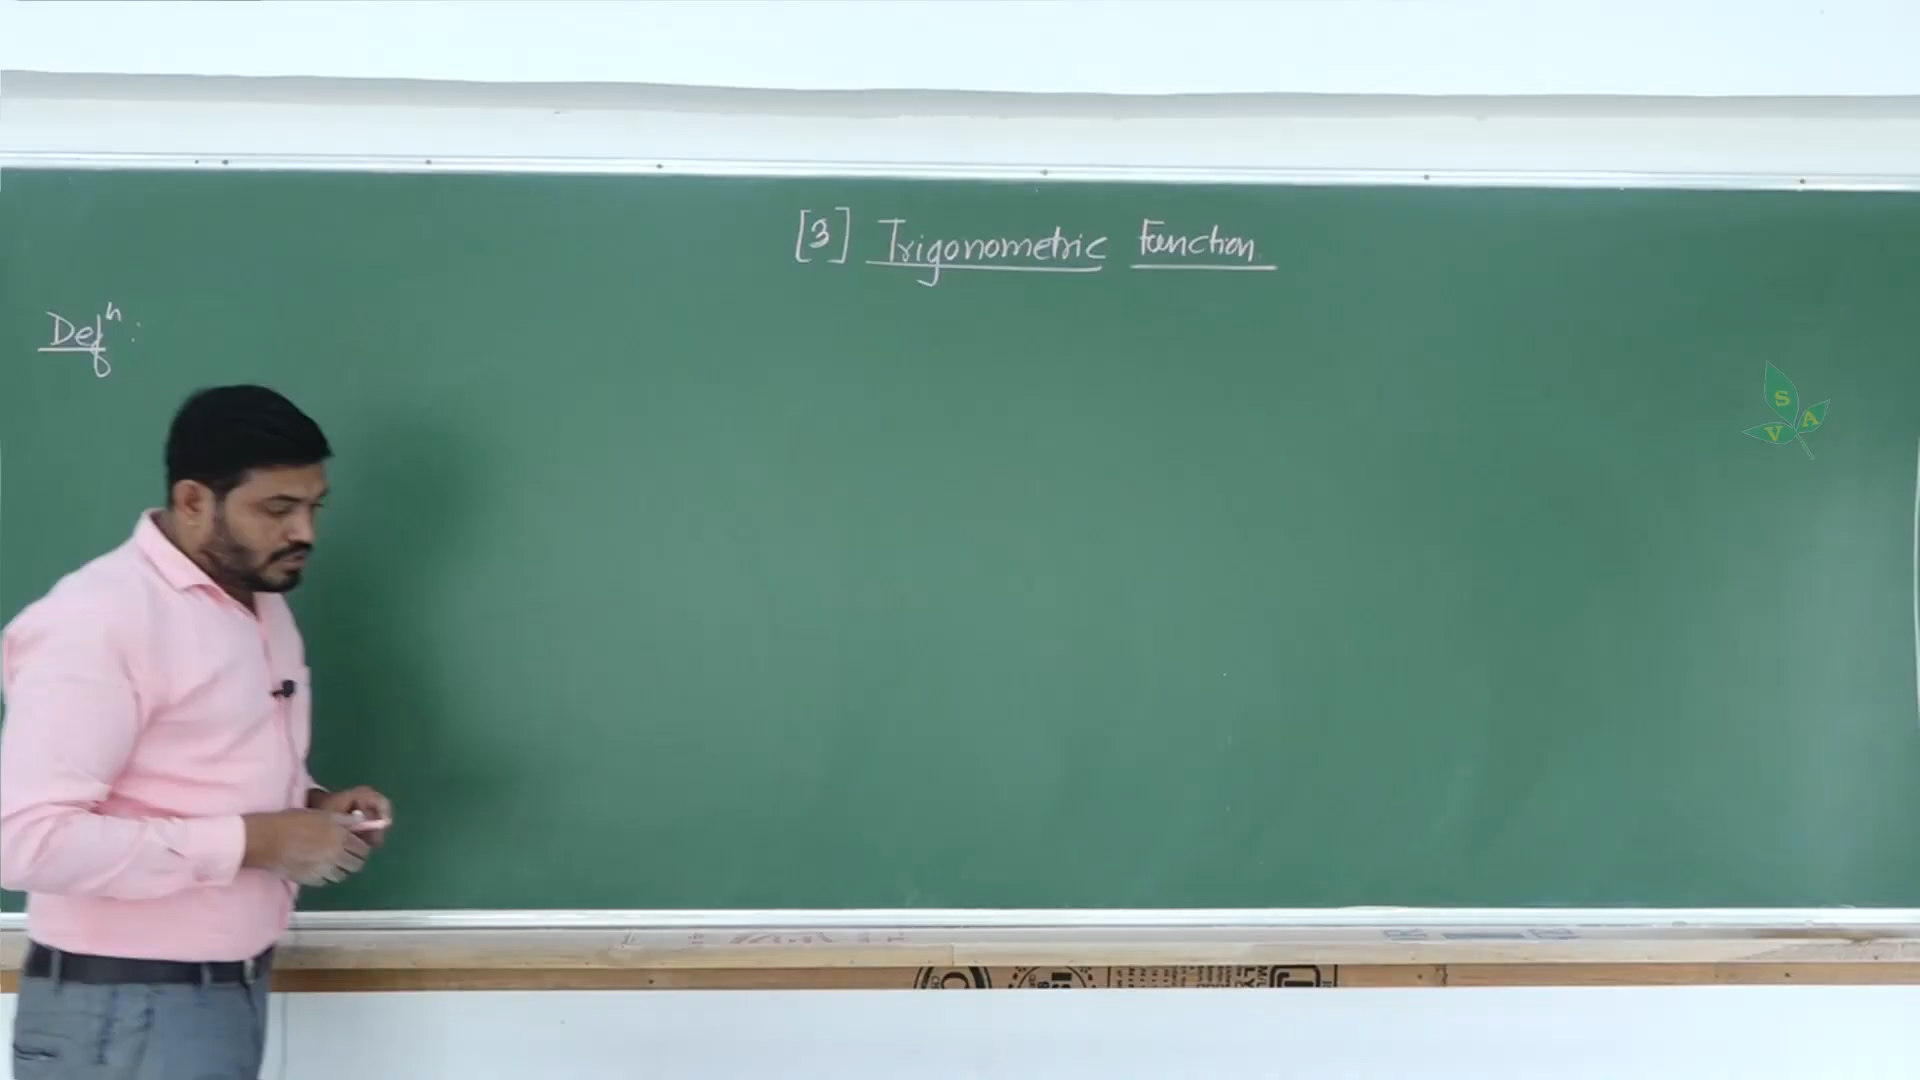 [3] Trigonometric Function.
Defⁿ :
S
V A